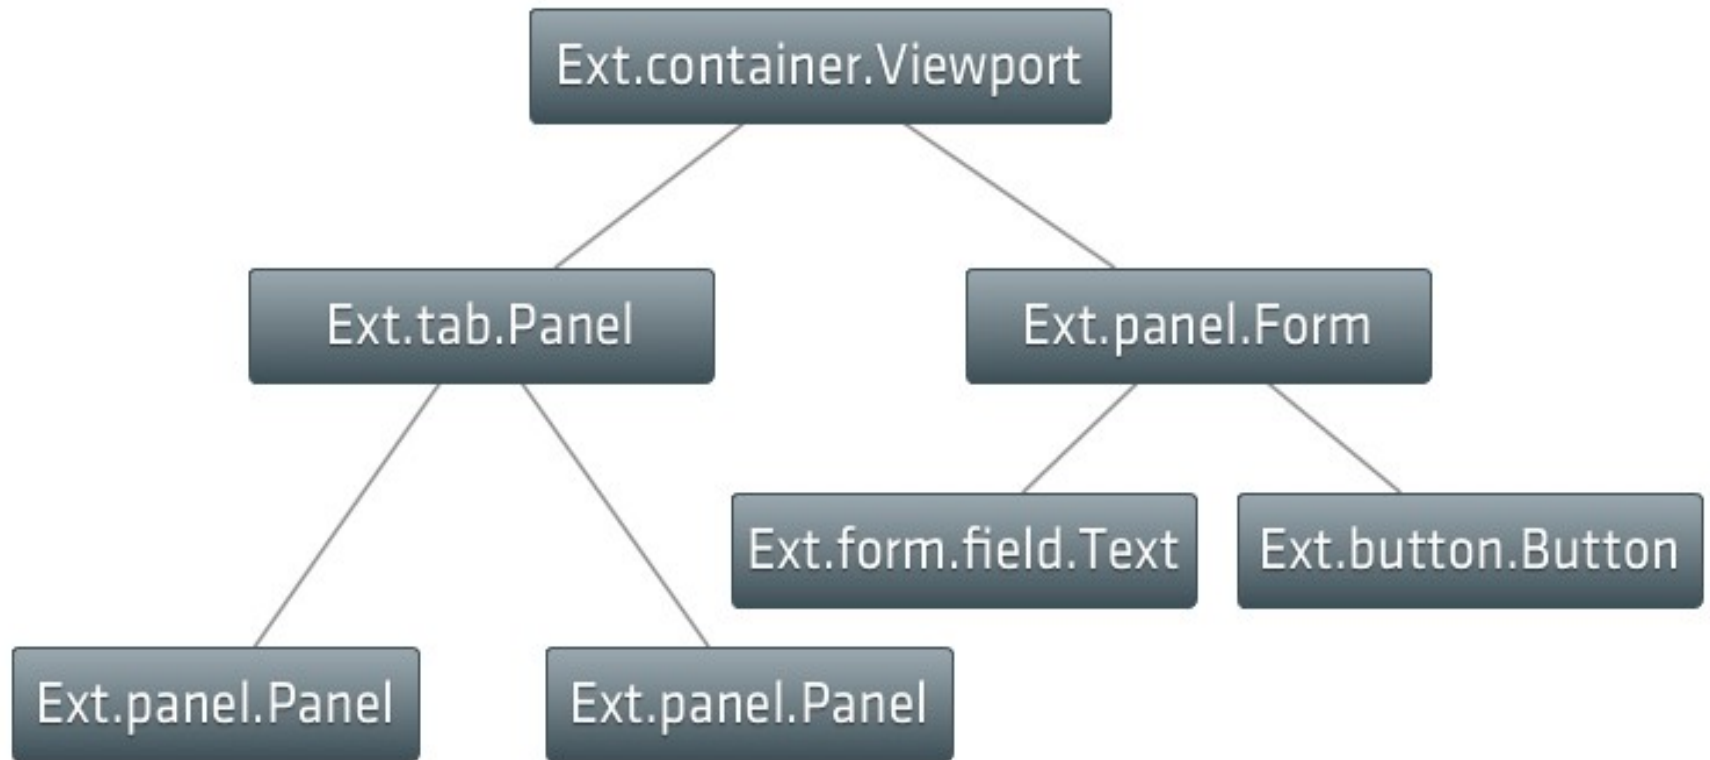 Ext.container.Viewport
Ext.tab.Panel
Ext.panel.Form
Ext.form.field.Text
Ext.button.Button
Ext.panel.Panel
Ext.panel.Panel